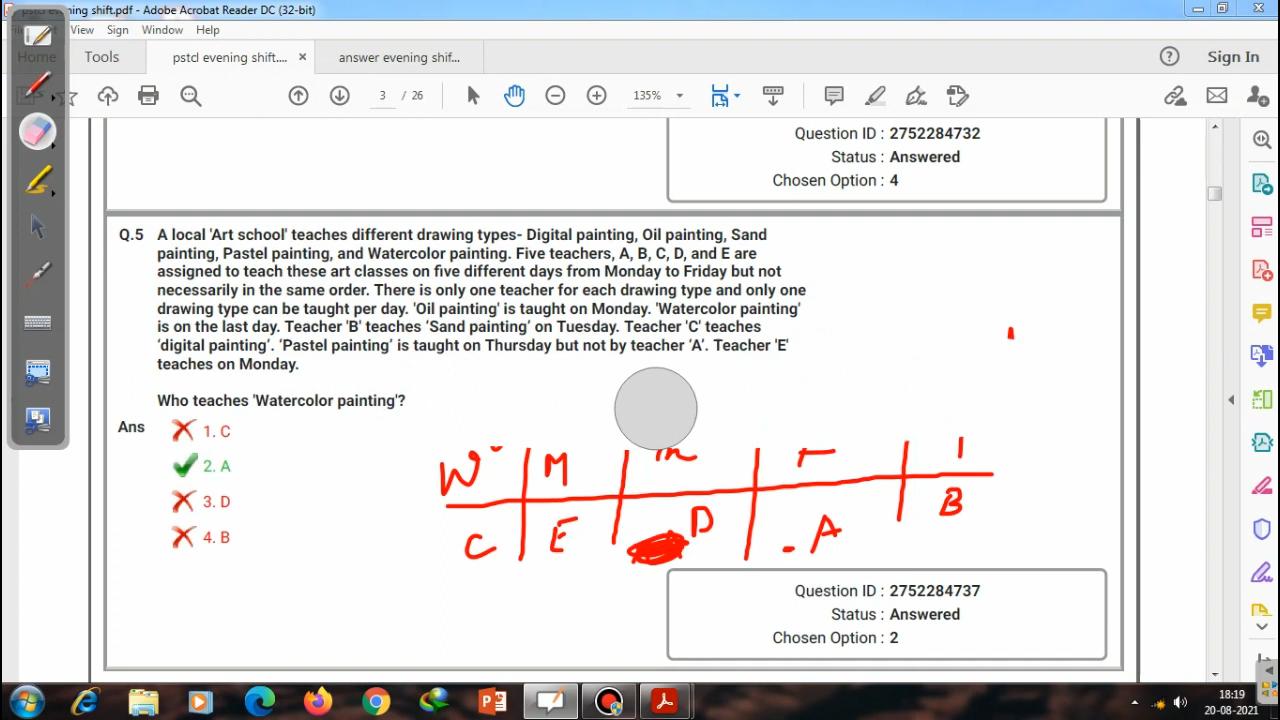 pstcl evening shift.pdf - Adobe Acrobat Reader DC (32-bit)
View Sign Window Help
Home Tools pstcl evening shift.... × answer evening shif... Sign In
3 / 26 135%
Question ID : 2752284732
Status : Answered
Chosen Option : 4
Q.5 A local 'Art school' teaches different drawing types- Digital painting, Oil painting, Sand
painting, Pastel painting, and Watercolor painting. Five teachers, A, B, C, D, and E are
assigned to teach these art classes on five different days from Monday to Friday but not
necessarily in the same order. There is only one teacher for each drawing type and only one
drawing type can be taught per day. 'Oil painting' is taught on Monday. 'Watercolor painting'
is on the last day. Teacher 'B' teaches 'Sand painting' on Tuesday. Teacher 'C' teaches
'digital painting'. 'Pastel painting' is taught on Thursday but not by teacher 'A'. Teacher 'E'
teaches on Monday.
Who teaches 'Watercolor painting'?
Ans 1. C
2. A
3. D
4. B
W M
C E D A B
Question ID : 2752284737
Status : Answered
Chosen Option : 2
18:19
20-08-2021